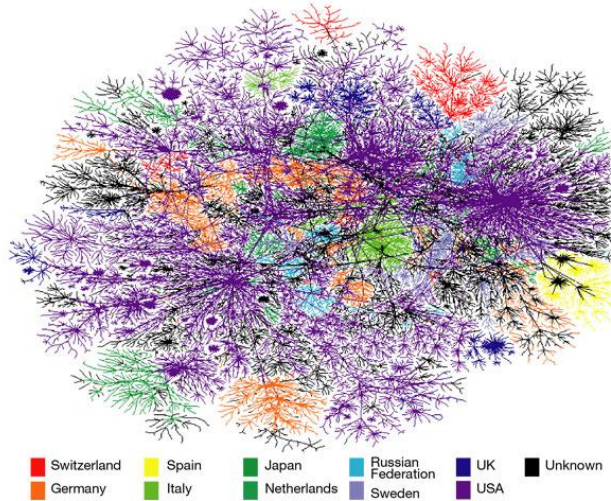 Switzerland
Spain
Japan
Russian
Federation
UK
Unknown
Germany
Italy
Netherlands
Sweden
USA